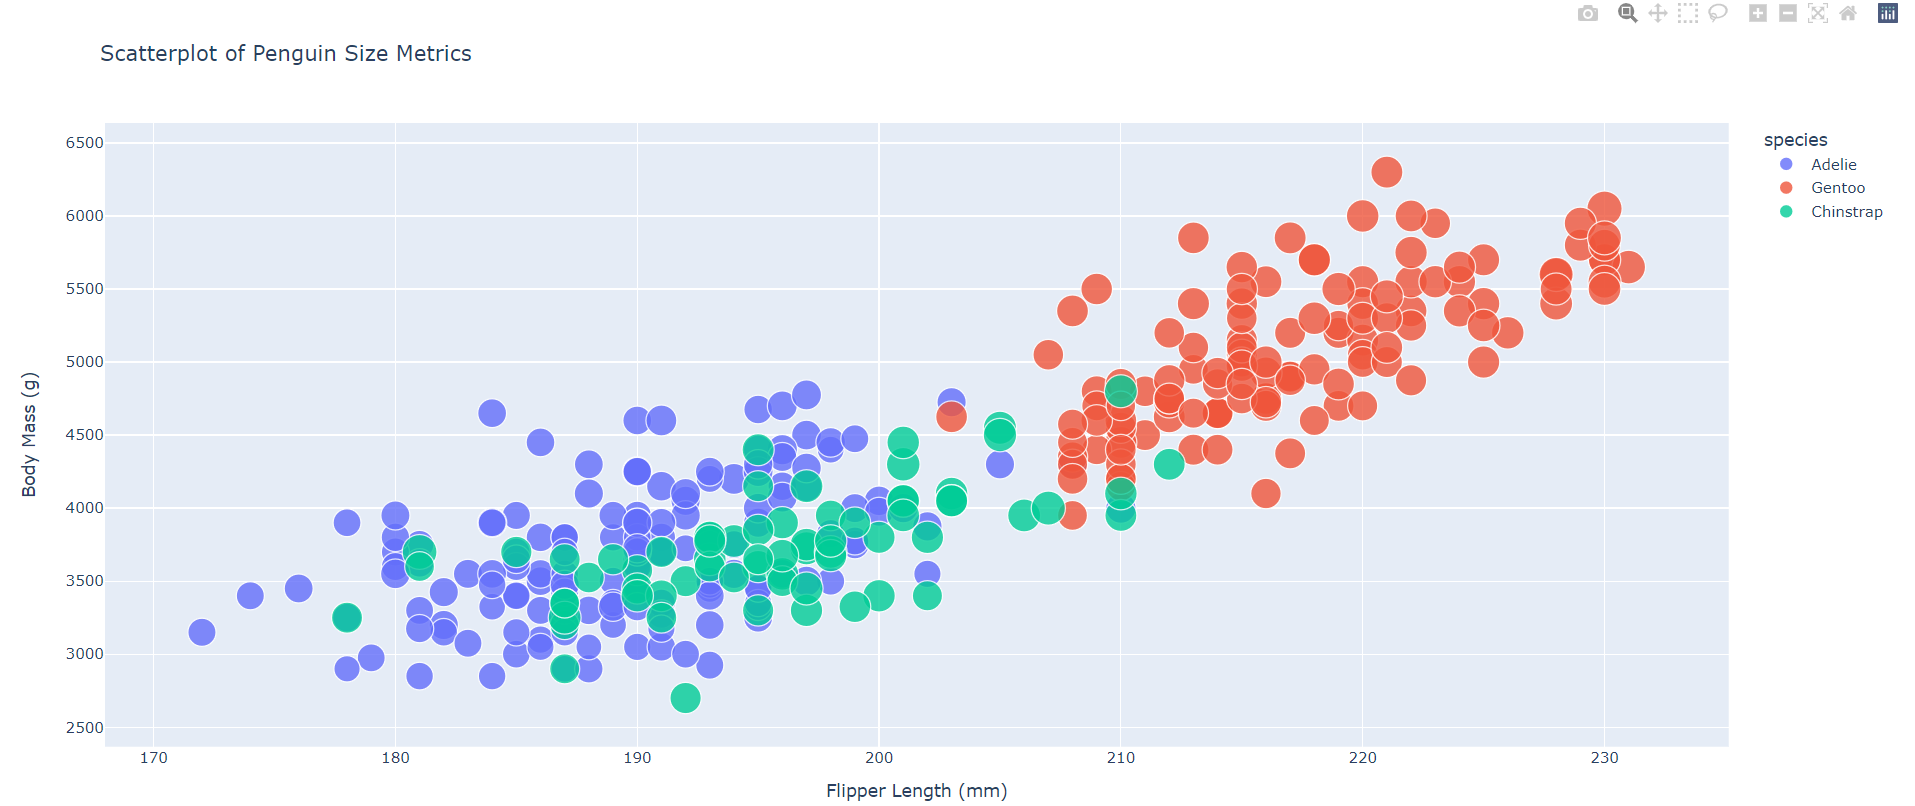 Scatterplot of Penguin Size Metrics
species
Adelie
Gentoo
Chinstrap
6500
6000
5500
5000
4500
4000
3500
3000
2500
Body Mass (g)
170 180 190 200 210 220 230
Flipper Length (mm)